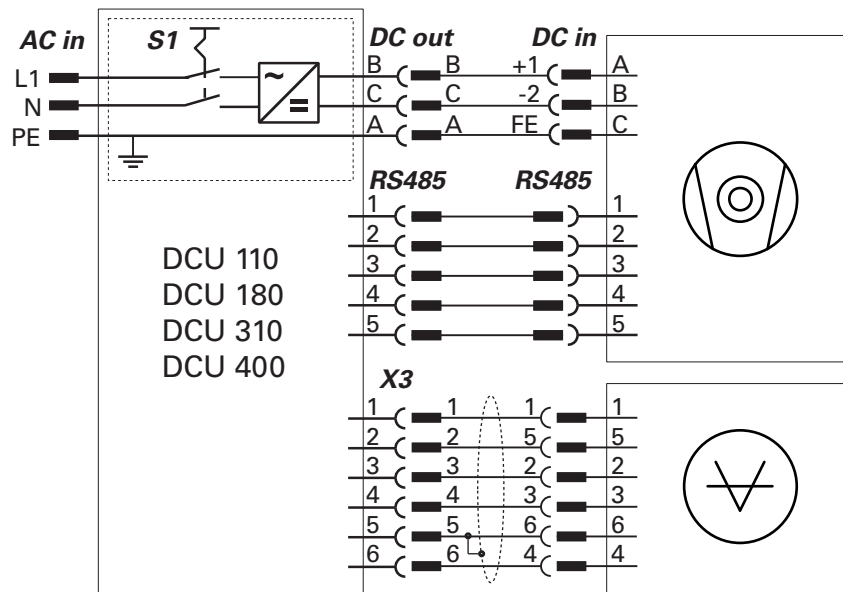 AC in S1 DC out DC in
L1 B B +1 A
N C C -2 B
PE A A FE C
RS485 RS485
1 1
2 2
3 3
4 4
5 5
DCU 110
DCU 180
DCU 310
DCU 400
X3
1 1 1 1
2 2 5 5
3 3 2 2
4 4 3 3
5 5 6 6
6 6 4 4